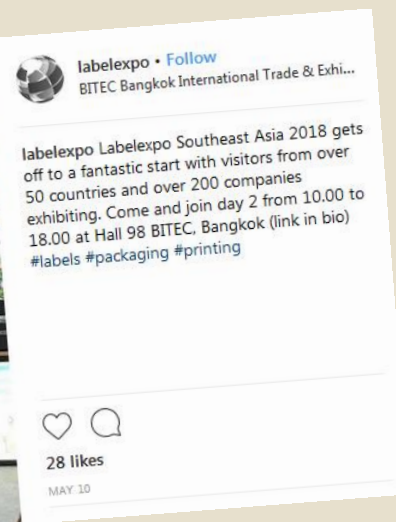 labelexpo • Follow
BITEC Bangkok International Trade & Exhi...
labelexpo Labelexpo Southeast Asia 2018 gets
off to a fantastic start with visitors from over
50 countries and over 200 companies
exhibiting. Come and join day 2 from 10.00 to
18.00 at Hall 98 BITEC, Bangkok (link in bio)
#labels #packaging #printing
28 likes
MAY 10